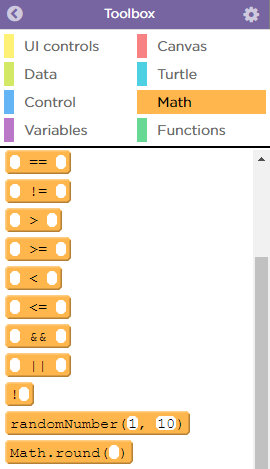 Toolbox
UI controls
Canvas
Data
Turtle
Control
Math
Variables
Functions
==
!=
>
>=
<
<=
&&
||
!
randomNumber(1, 10)
Math.round( )